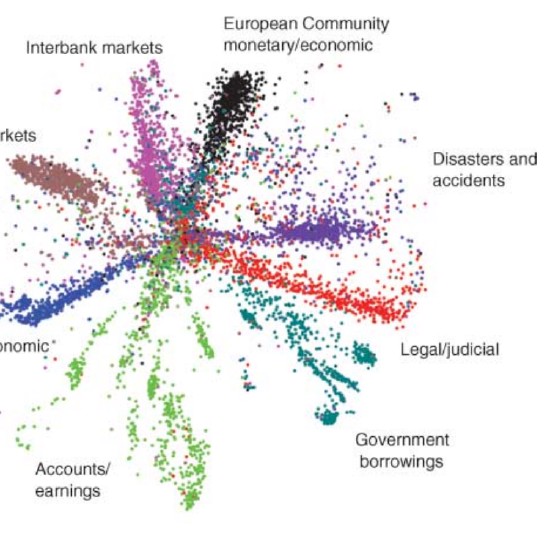 European Community
monetary/economic
Interbank markets
rkets
Disasters and
accidents
onomic
Legal/judicial
Government
borrowings
Accounts/
earnings